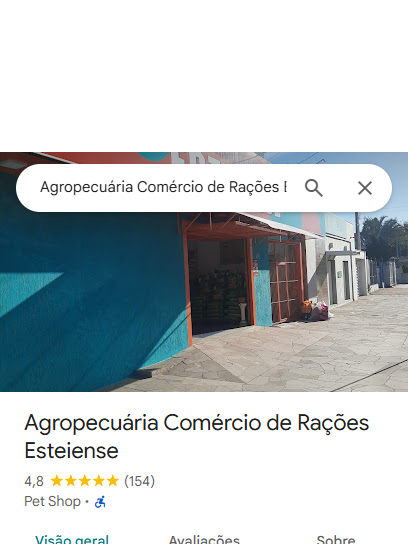 Agropecuária Comércio de Rações E
Agropecuária Comércio de Rações
Esteiense
4,8 (154)
Pet Shop ·
Visão geral Avaliações Sobre